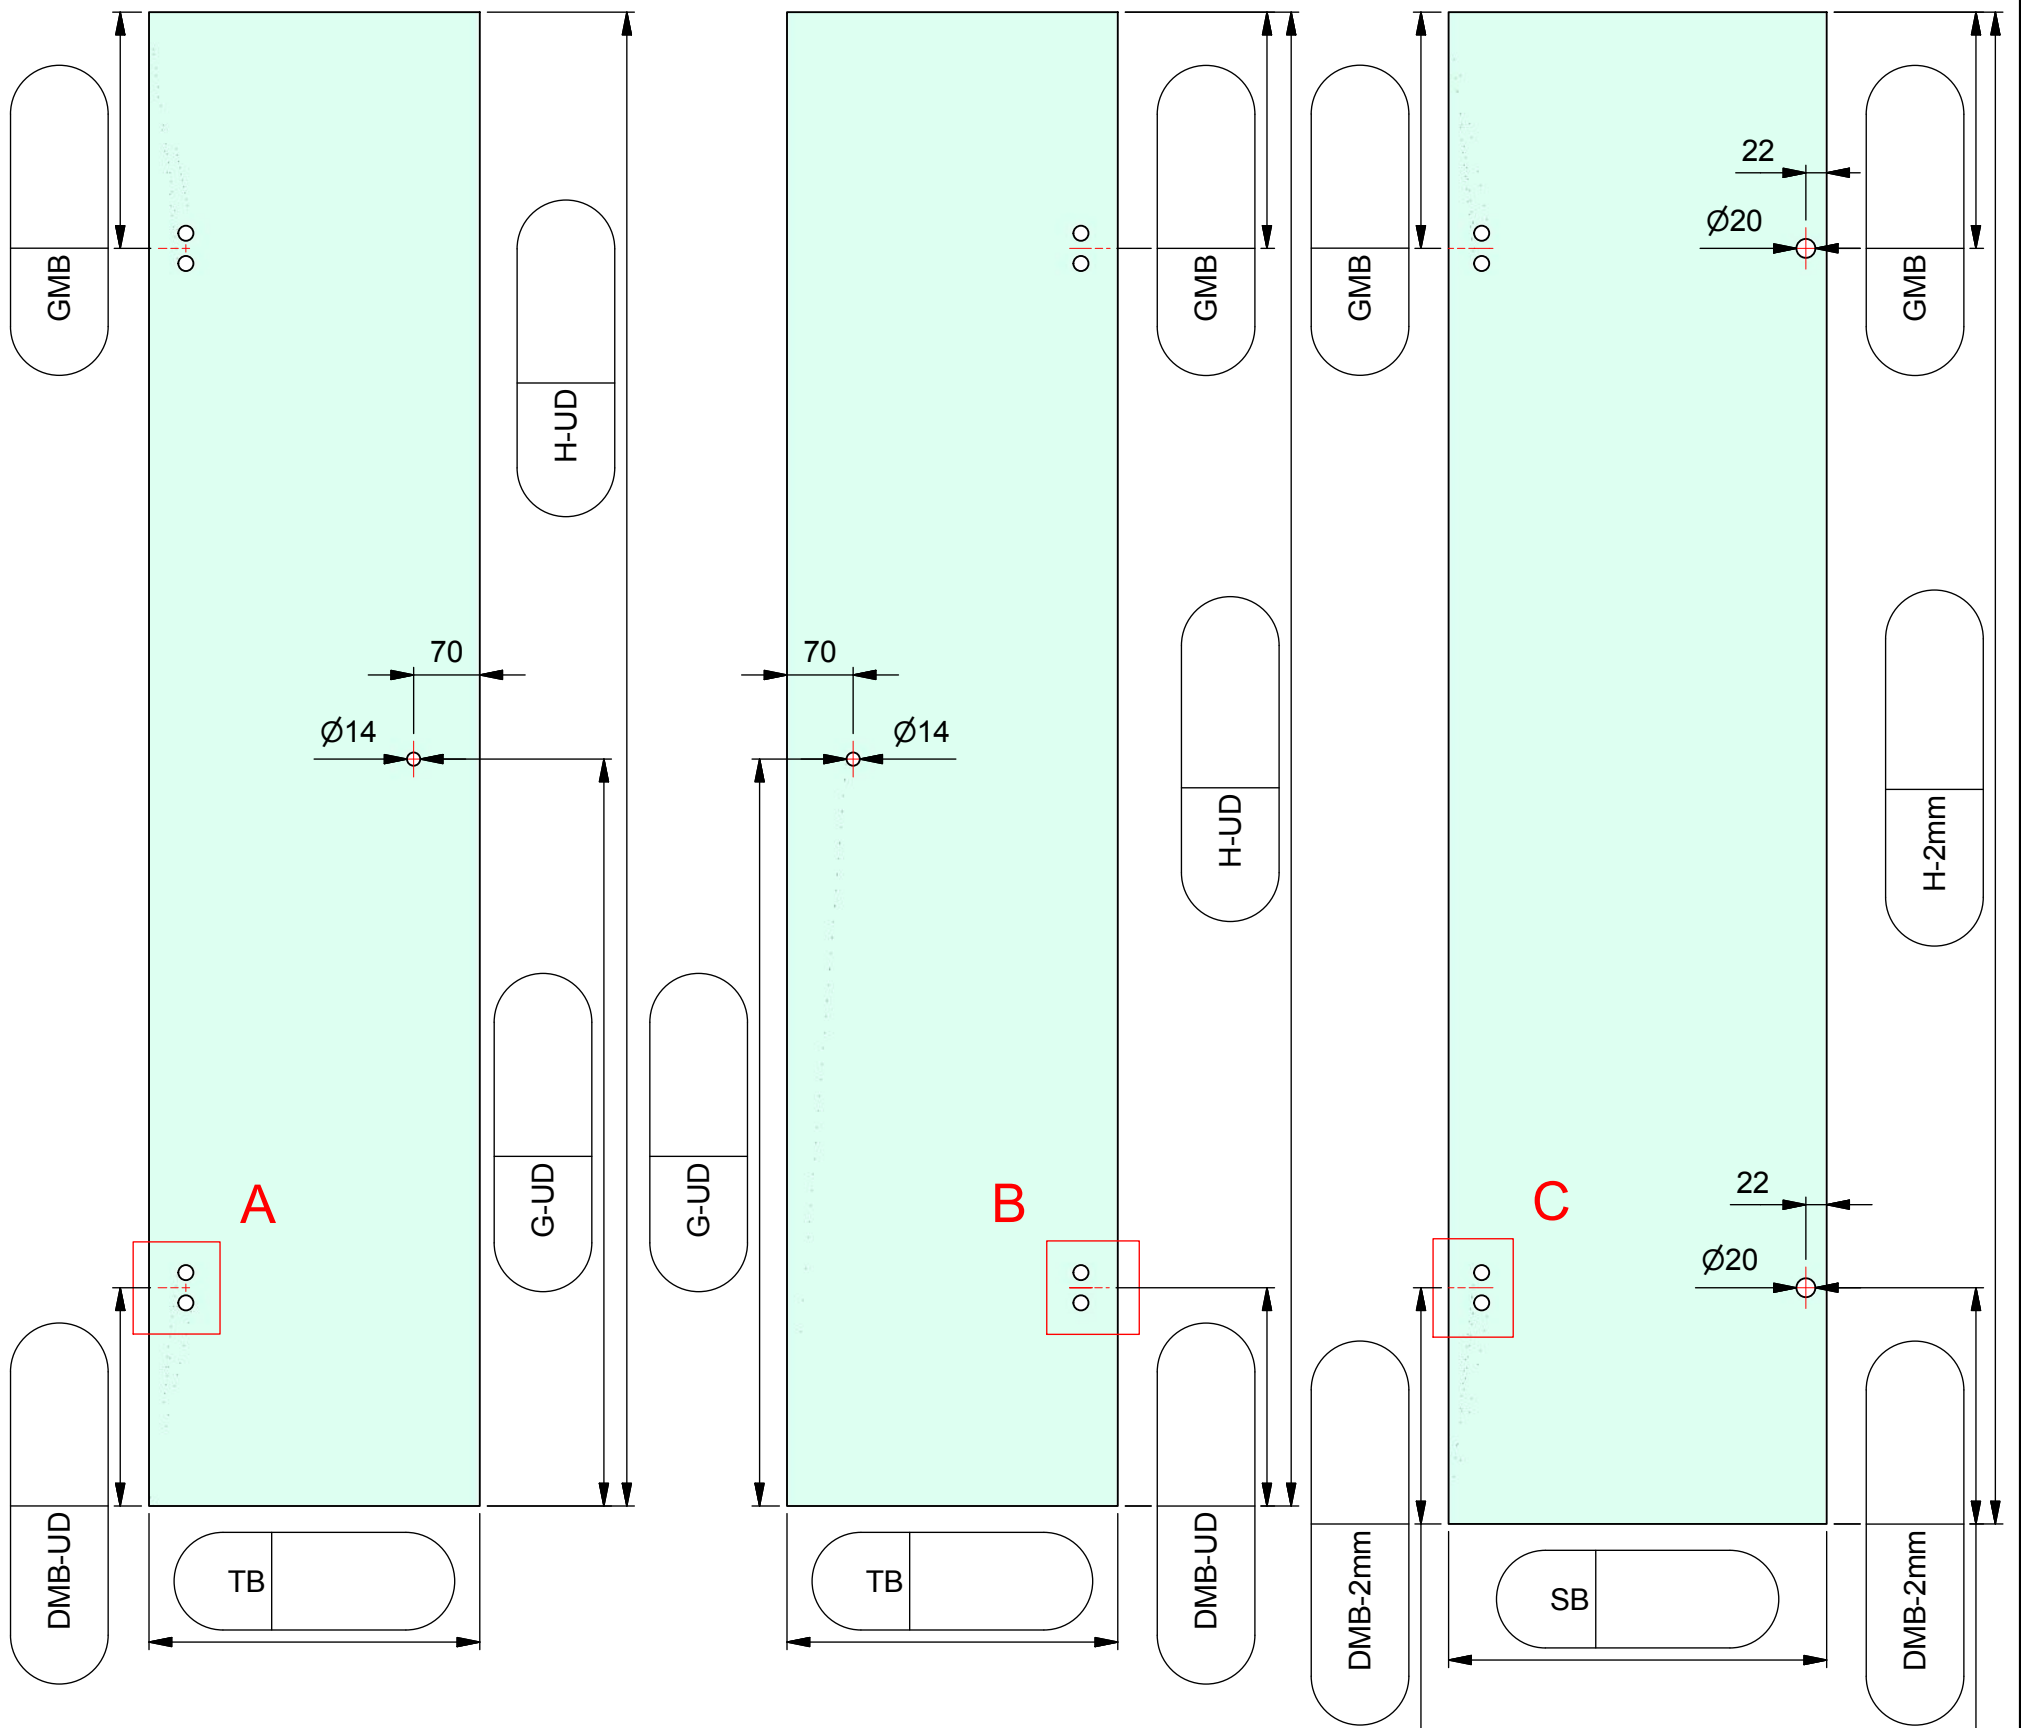 GMB
H-UD
70
Ø14
G-UD
A
DMB-UD
TB
GMB
70
Ø14
H-UD
G-UD
B
DMB-UD
TB
GMB
22
Ø20
GMB
H-2mm
C
22
Ø20
DMB-2mm
SB
DMB-2mm